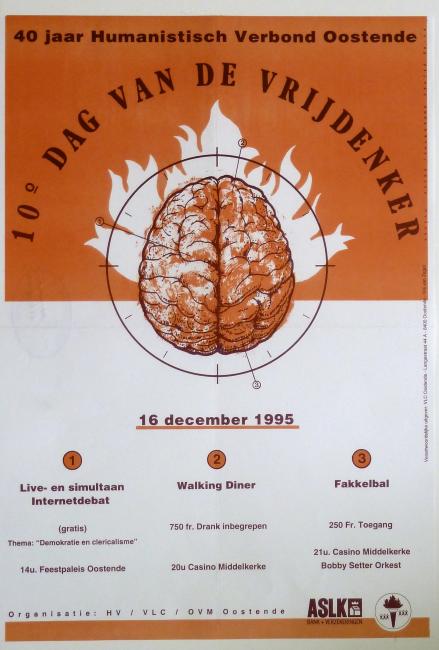 40 jaar Humanistisch Verbond Oostende
10º DAG VAN DE VRIJDENKER
16 december 1995
1
Live- en simultaan
Internetdebat
(gratis)
Thema: "Demokratie en clericalisme"
14u. Feestpaleis Oostende
2
Walking Diner
750 fr. Drank inbegrepen
20u Casino Middelkerke
3
Fakkelbal
250 Fr. Toegang
21u. Casino Middelkerke
Bobby Setter Orkest
Organisatie: HV / VLC / OVM Oostende
ASLK
BANK + VERZEKERINGEN